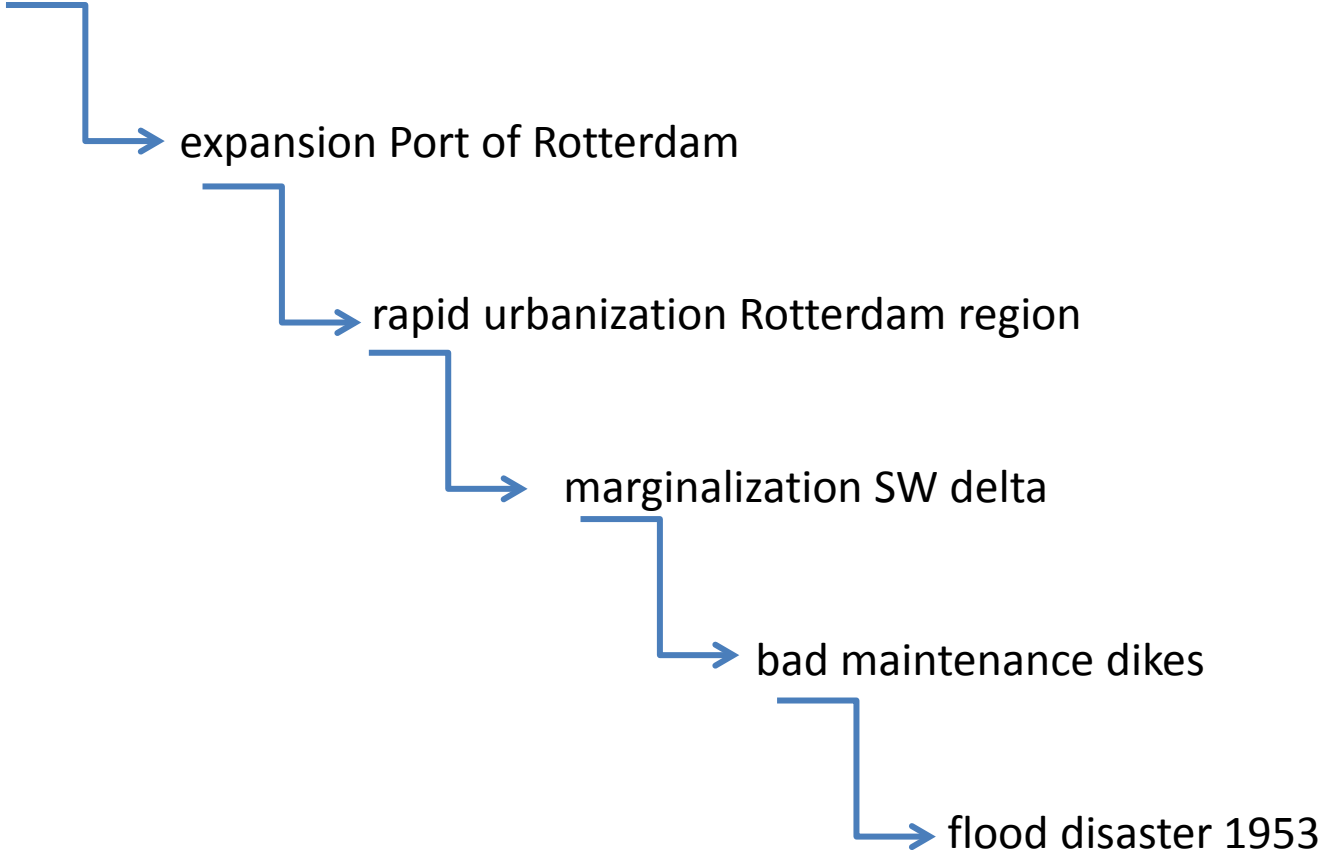 expansion Port of Rotterdam
rapid urbanization Rotterdam region
marginalization SW delta
bad maintenance dikes
flood disaster 1953